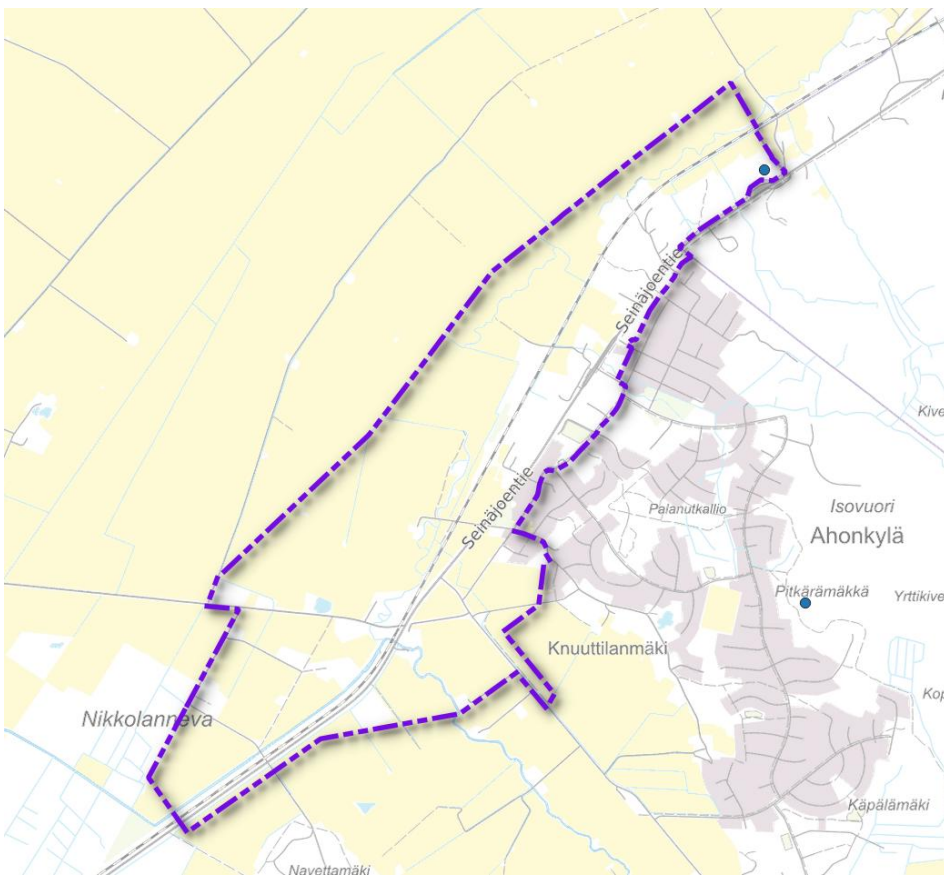 Seinäjoentie
Kive
Seinäjoentie
Palanutkallio
Isovuori
Ahonkylä
Pitkärämäkkä
Yrttikive
Knuuttilanmäki
Kop
Nikkolanneva
Käpälämäki
Navettamäki